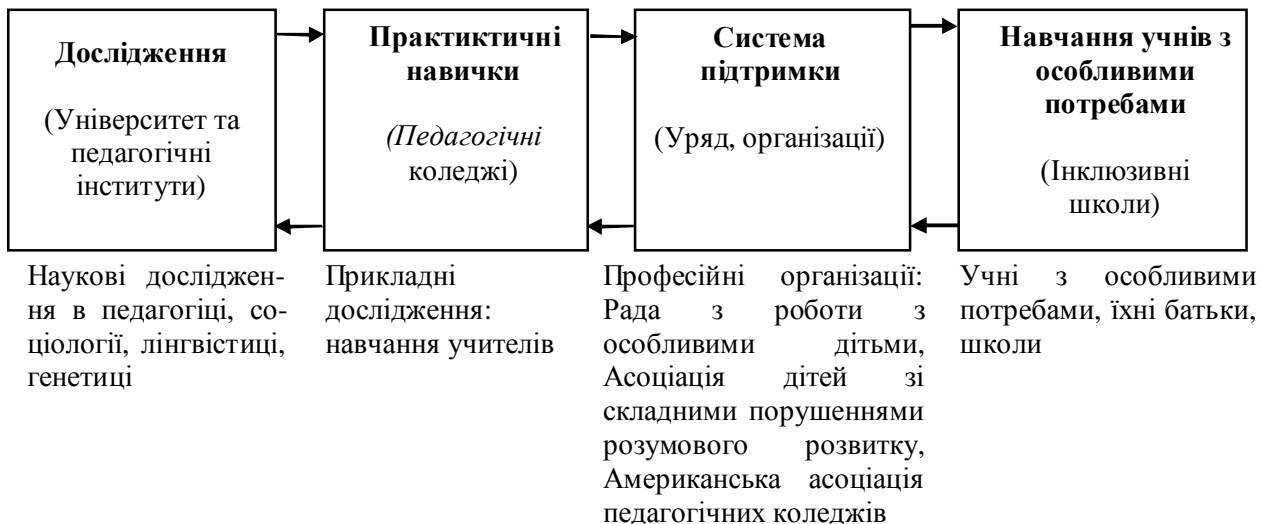 Дослідження
(Університет та
педагогічні
інститути)
Практиктичні
навички
(Педагогічні
коледжі)
Система
підтримки
(Уряд, організації)
Навчання учнів з
особливими
потребами
(Інклюзивні
школи)
Наукові досліджен-
ня в педагогіці, со-
ціології, лінгвістиці,
генетиці
Прикладні
дослідження:
навчання учителів
Професійні організації:
Рада з роботи з
особливими дітьми,
Асоціація дітей зі
складними порушеннями
розумового розвитку,
Американська асоціація
педагогічних коледжів
Учні з особливими
потребами, їхні батьки,
школи